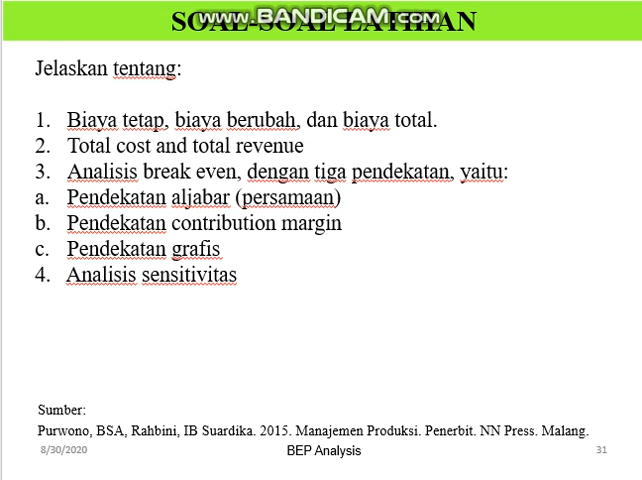 www.BANDICAM.com
SOAL-SOAL LATIHAN
Jelaskan tentang:
1. Biaya tetap, biaya berubah, dan biaya total.
2. Total cost and total revenue
3. Analisis break even, dengan tiga pendekatan, yaitu:
a. Pendekatan aljabar (persamaan)
b. Pendekatan contribution margin
c. Pendekatan grafis
4. Analisis sensitivitas
Sumber:
Purwono, BSA, Rahbini, IB Suardika. 2015. Manajemen Produksi. Penerbit. NN Press. Malang.
8/30/2020 BEP Analysis 31